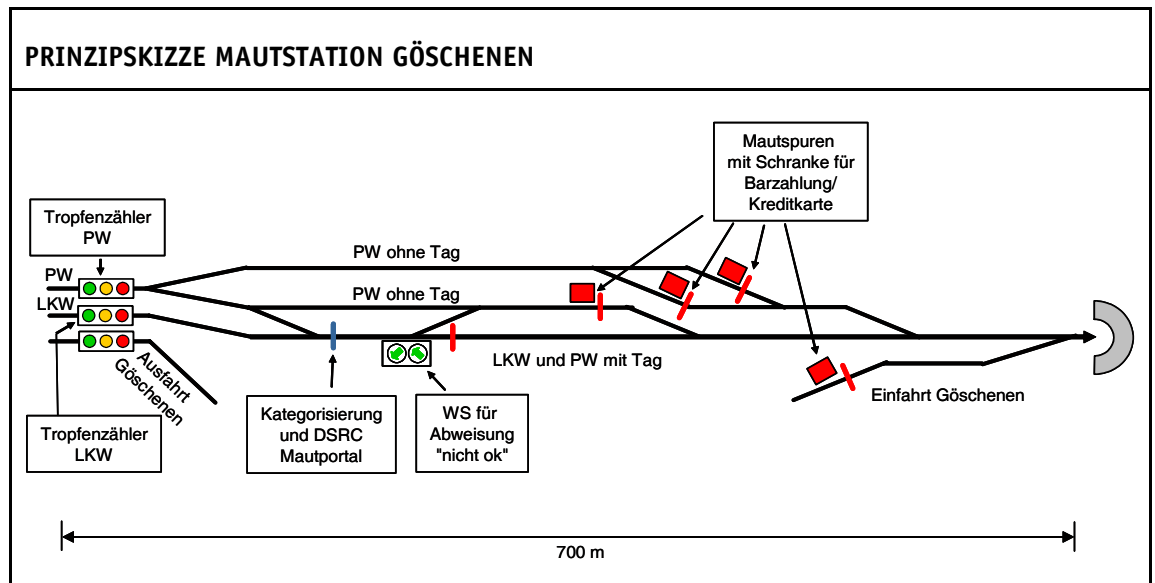 PRINZIPSKIZZE MAUTSTATION GÖSCHENEN
Mautspuren
mit Schranke für
Barzahlung/
Kreditkarte
Tropfenzähler
PW
PW ohne Tag
PW
PW ohne Tag
LKW
LKW und PW mit Tag
Ausfahrt
Göschenen
Einfahrt Göschenen
Kategorisierung
und DSRC
Mautportal
WS für
Abweisung
"nicht ok"
Tropfenzähler
LKW
700 m